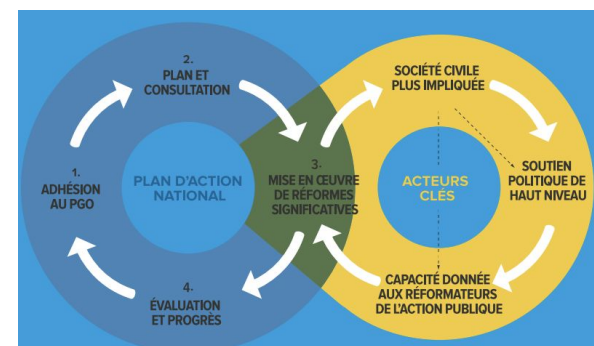 2.
PLAN ET
CONSULTATION
1.
ADHÉSION
AU PGO
PLAN D'ACTION
NATIONAL
3.
MISE EN ŒUVRE
DE RÉFORMES
SIGNIFICATIVES
4.
ÉVALUATION
ET PROGRÈS
SOCIÉTÉ CIVILE
PLUS IMPLIQUÉE
ACTEURS
CLÉS
SOUTIEN
POLITIQUE DE
HAUT NIVEAU
CAPACITÉ DONNÉE
AUX RÉFORMATEURS
DE L'ACTION PUBLIQUE